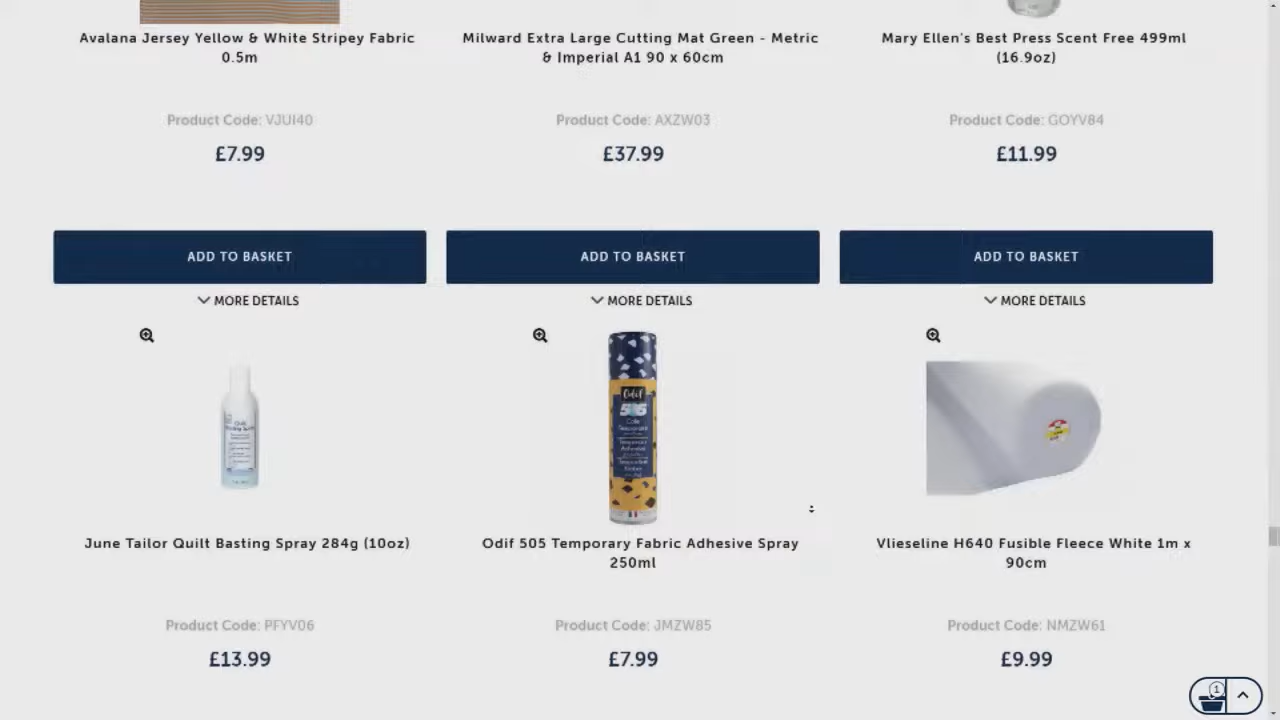 Avalana Jersey Yellow & White Stripey Fabric
0.5m
Product Code: VJUI40
£7.99
ADD TO BASKET
MORE DETAILS
Milward Extra Large Cutting Mat Green - Metric
& Imperial A1 90 x 60cm
Product Code: AXZW03
£37.99
ADD TO BASKET
MORE DETAILS
Mary Ellen's Best Press Scent Free 499ml
(16.9oz)
Product Code: GOYV84
£11.99
ADD TO BASKET
MORE DETAILS
June Tailor Quilt Basting Spray 284g (10oz)
Product Code: PFYV06
£13.99
Odif
505
Odif 505 Temporary Fabric Adhesive Spray
250ml
Product Code: JMZW85
£7.99
Vlieseline H640 Fusible Fleece White 1m x
90cm
Product Code: NMZW61
£9.99
1